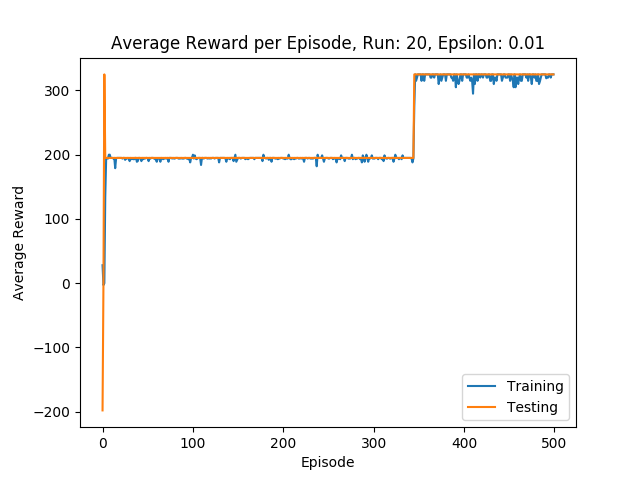 Average Reward per Episode, Run: 20, Epsilon: 0.01
Average Reward
300
200
100
0
−100
−200
0
100
200
300
400
500
Episode
Training
Testing